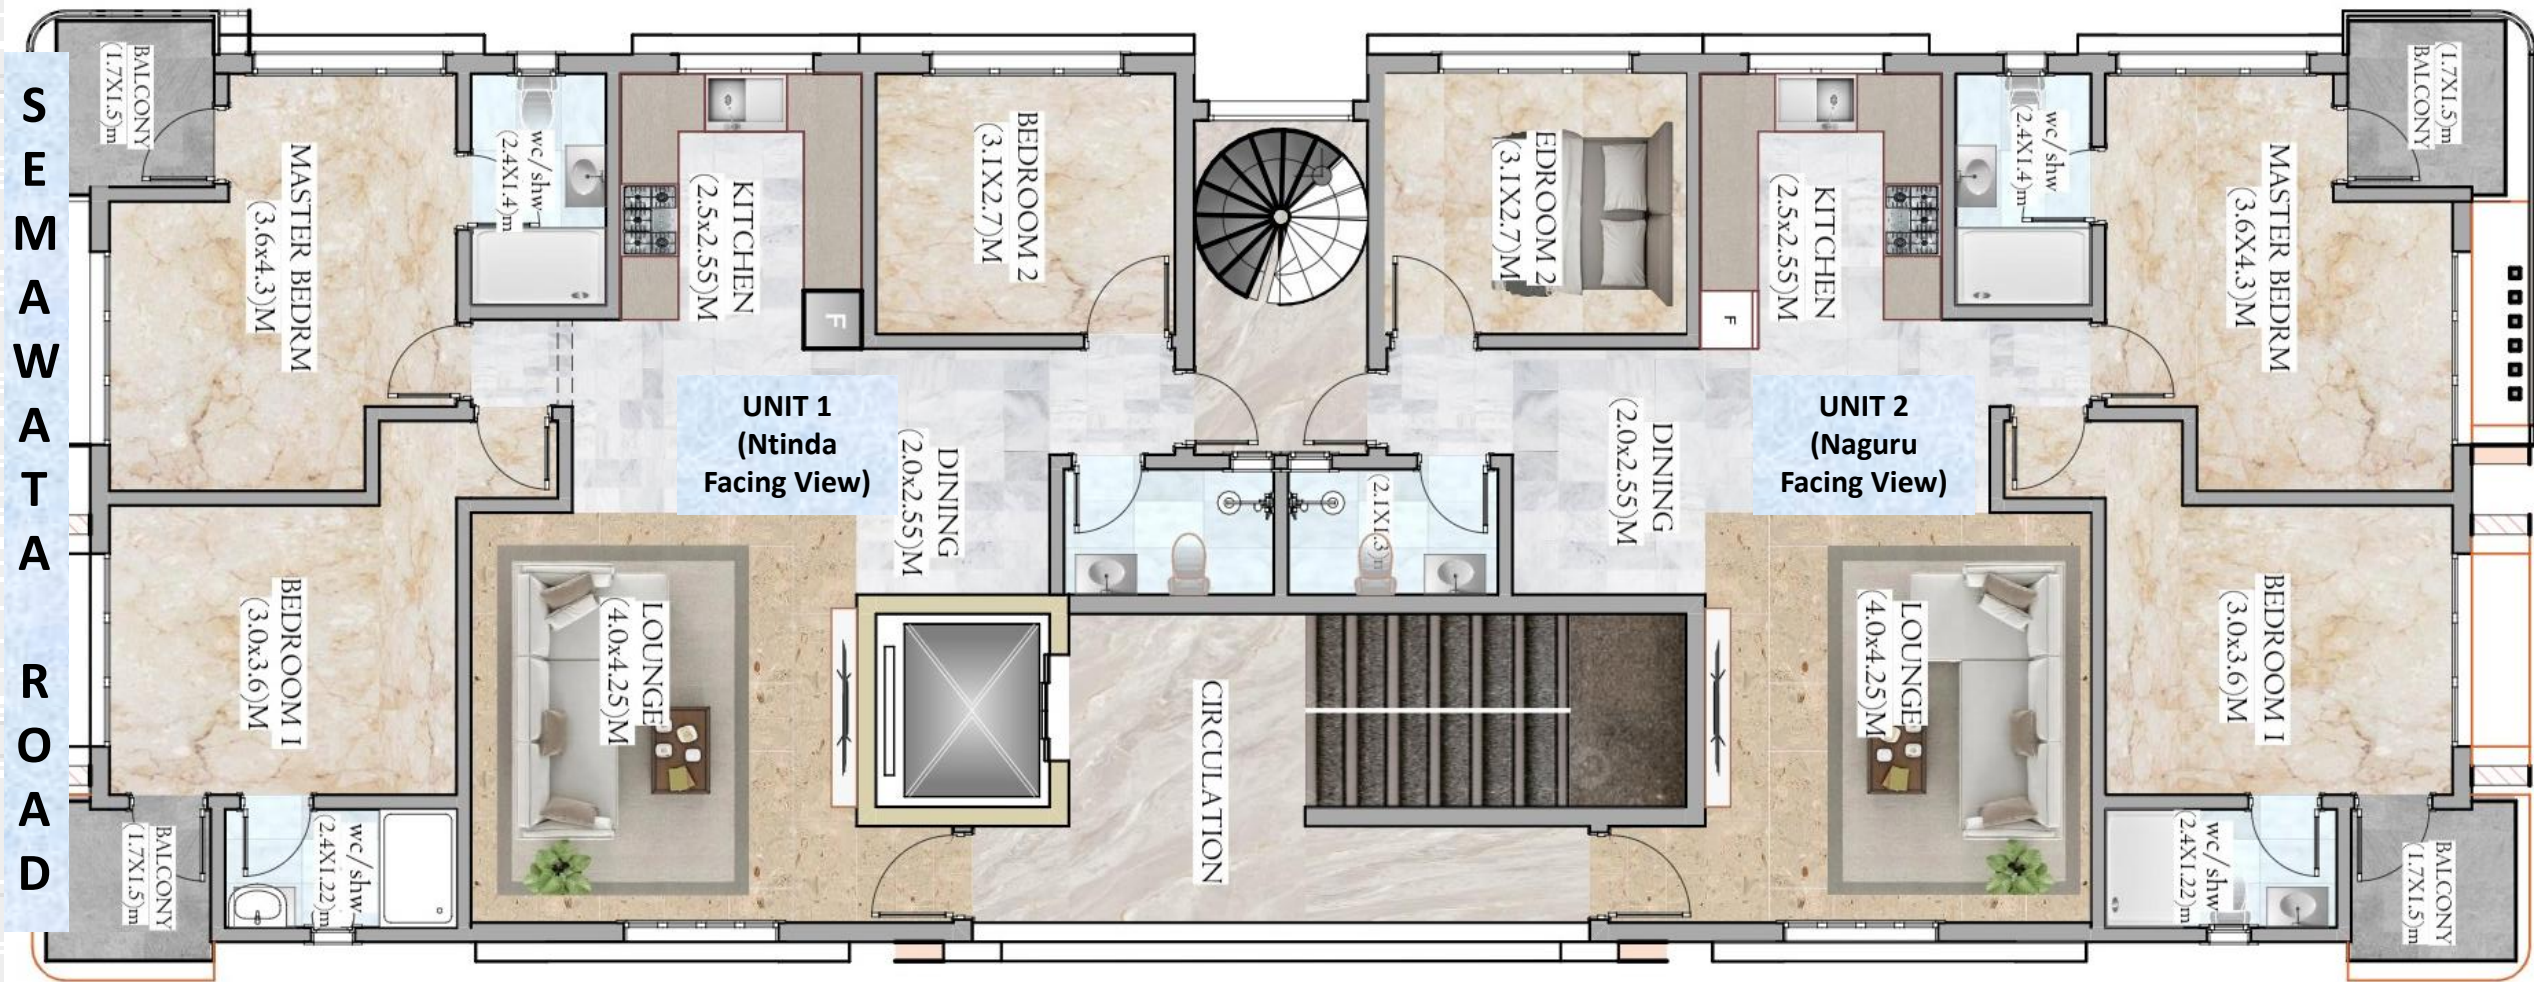 SEMAWATA ROAD
BALCONY
(1.7X1.5)m
MASTER BEDRM
(3.6x4.3)M
wc/shw
(2.4X1.4)m
KITCHEN
(2.5x2.55)M
F
BEDROOM 2
(3.1X2.7)M
EDROOM 2
(3.1X2.7)M
KITCHEN
(2.5x2.55)M
F
wc/shw
(2.4X1.4)m
MASTER BEDRM
(3.6X4.3)M
(1.7X1.5)m
BALCONY
UNIT 1
(Ntinda
Facing View)
DINING
(2.0x2.55)M
(2.1X1.3)m
DINING
(2.0x2.55)M
UNIT 2
(Naguru
Facing View)
BEDROOM 1
(3.0x3.6)M
LOUNGE
(4.0x4.25)M
CIRCULATION
LOUNGE
(4.0x4.25)M
BEDROOM 1
(3.0x3.6)M
BALCONY
(1.7X1.5)m
wc/shw
(2.4X1.22)m
wc/shw
(2.4X1.22)m
BALCONY
(1.7X1.5)m